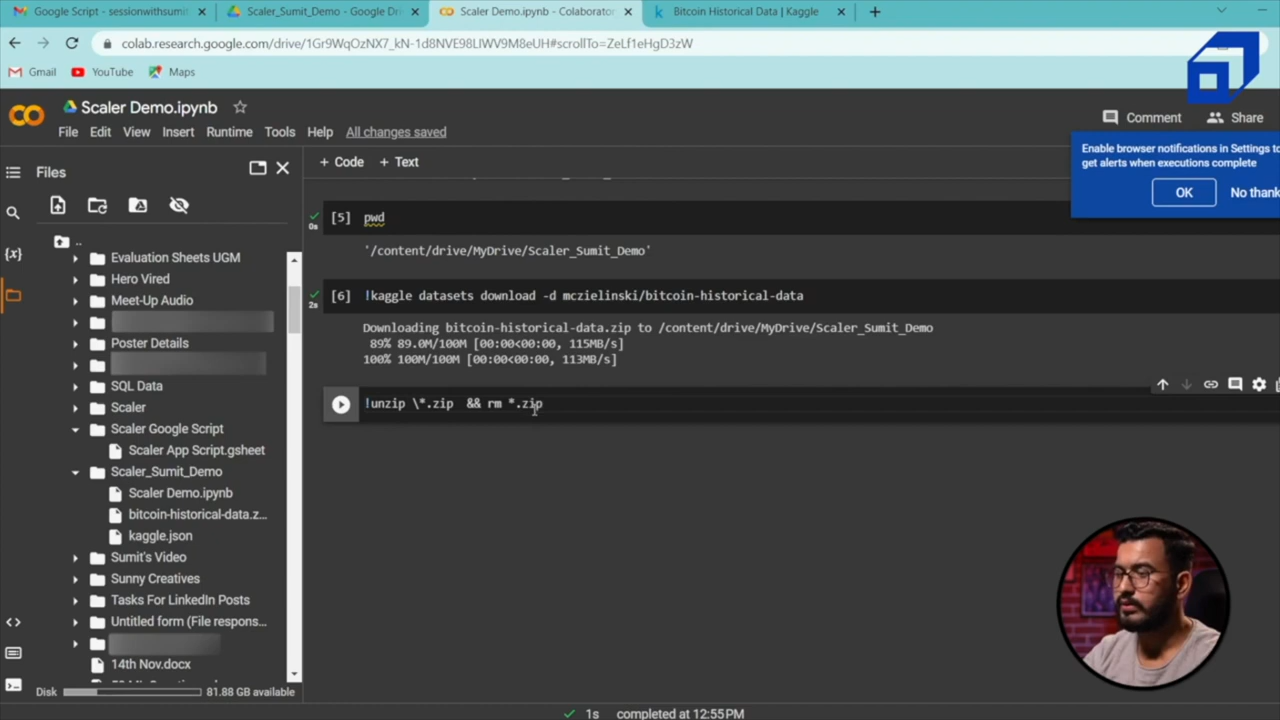 Google Script - sessionwithsumit
Scaler_Sumit_Demo - Google Dri
Scaler Demo.ipynb - Colaborator
Bitcoin Historical Data | Kaggle
colab.research.google.com/drive/1Gr9WqOzNX7_kN-1d8NVE98LIWV9M8eUH#scrollTo=ZeLf1eHgD3zW
Gmail YouTube Maps
Scaler Demo.ipynb
File Edit View Insert Runtime Tools Help All changes saved
Comment Share
Enable browser notifications in Settings to
get alerts when executions complete
OK No thank
Files
+ Code + Text
..
Evaluation Sheets UGM
Hero Vired
Meet-Up Audio
Poster Details
SQL Data
Scaler
Scaler Google Script
Scaler App Script.gsheet
Scaler_Sumit_Demo
Scaler Demo.ipynb
bitcoin-historical-data.z...
kaggle.json
Sumit's Video
Sunny Creatives
Tasks For LinkedIn Posts
Untitled form (File respons...
14th Nov.docx
Disk 81.88 GB available
[5] pwd
0s
'/content/drive/MyDrive/Scaler_Sumit_Demo'
[6] !kaggle datasets download -d mczielinski/bitcoin-historical-data
2s
Downloading bitcoin-historical-data.zip to /content/drive/MyDrive/Scaler_Sumit_Demo
89% 89.0M/100M [00:00<00:00, 115MB/s]
100% 100M/100M [00:00<00:00, 113MB/s]
!unzip \*.zip && rm *.zip
1s completed at 12:55PM